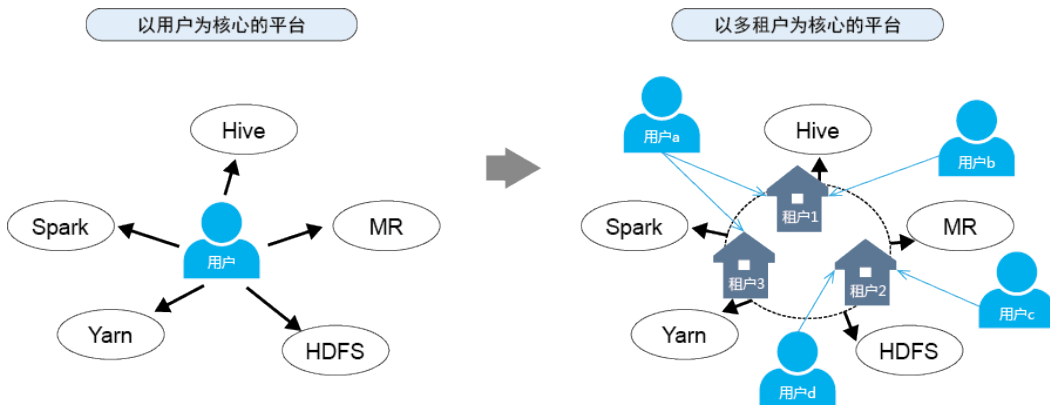 以用户为核心的平台
Hive
Spark
MR
用户
Yarn
HDFS
以多租户为核心的平台
用户a
Hive
用户b
租户1
Spark
MR
租户3
租户2
用户c
Yarn
HDFS
用户d